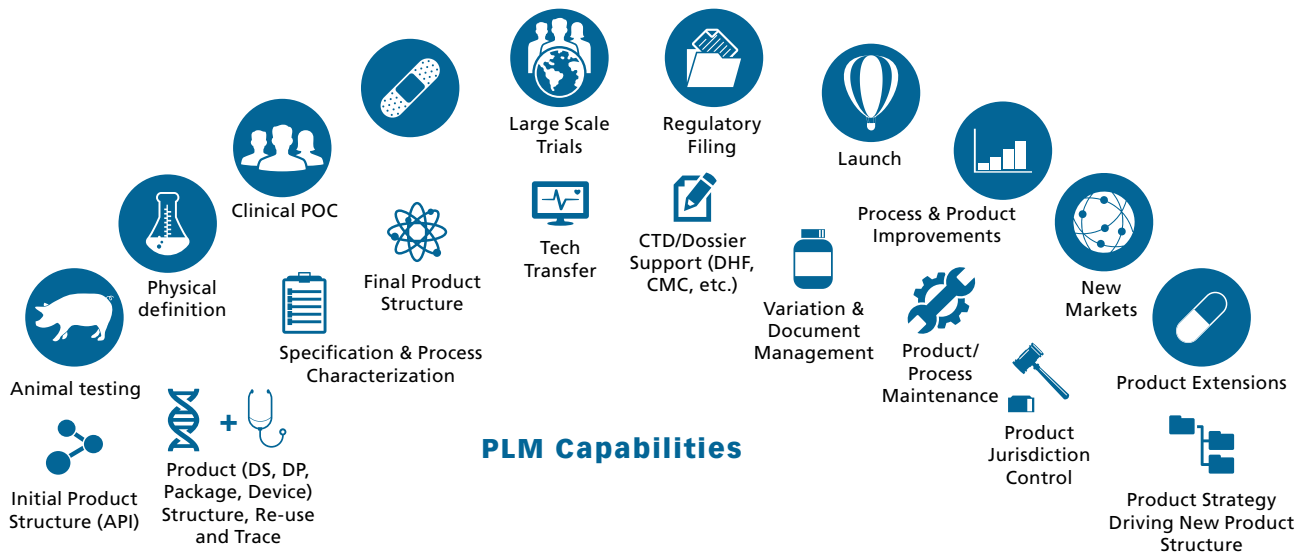 Large Scale
Trials
Regulatory
Filing
Launch
Clinical POC
Process & Product
Improvements
Physical
definition
New
Markets
Animal testing
Product Extensions
Initial Product
Structure (API)
+
Product (DS, DP,
Package, Device)
Structure, Re-use
and Trace
Specification & Process
Characterization
Final Product
Structure
Tech
Transfer
CTD/Dossier
Support (DHF,
CMC, etc.)
Variation &
Document
Management
Product/
Process
Maintenance
Product
Jurisdiction
Control
Product Strategy
Driving New Product
Structure
PLM Capabilities